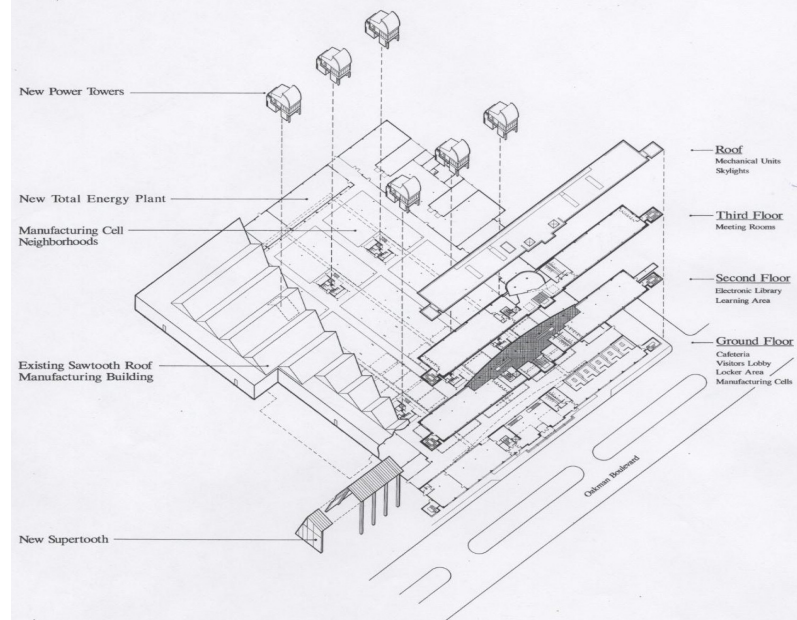 New Power Towers
New Total Energy Plant
Manufacturing Cell
Neighborhoods
Existing Sawtooth Roof
Manufacturing Building
New Supertooth
Roof
Mechanical Units
Skylights
Third Floor
Meeting Rooms
Second Floor
Electronic Library
Learning Area
Ground Floor
Cafeteria
Visitors Lobby
Locker Area
Manufacturing Cells
Oakman Boulevard